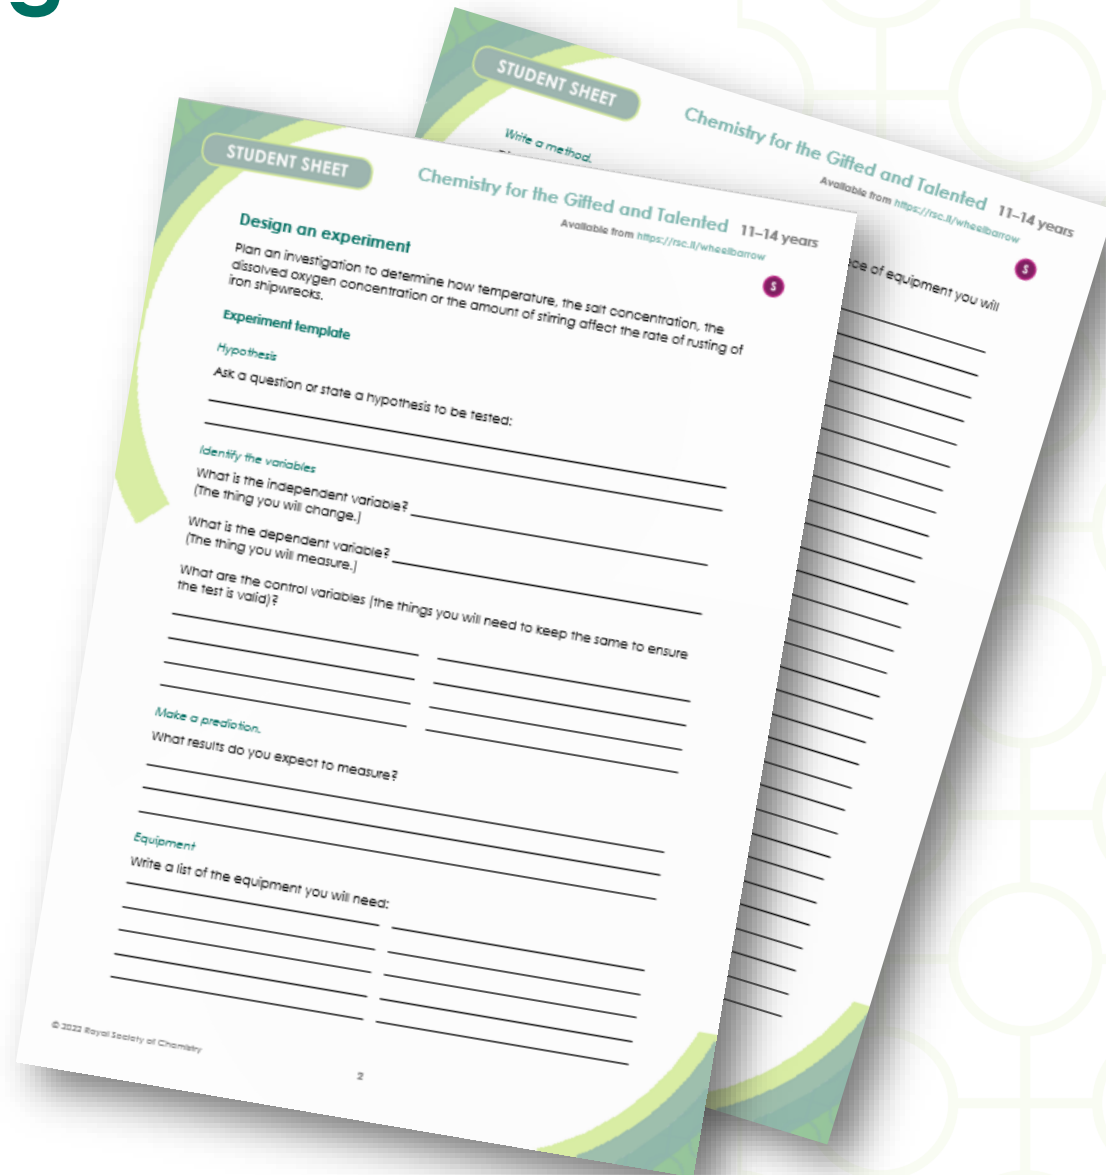 STUDENT SHEET
Chemistry for the Gifted and Talented 11–14 years
Available from https://rsc.li/wheelbarrow
S
Design an experiment
Plan an investigation to determine how temperature, the salt concentration, the
dissolved oxygen concentration or the amount of stirring affect the rate of rusting of
iron shipwrecks.
Experiment template
Hypothesis
Ask a question or state a hypothesis to be tested:
Identify the variables
What is the independent variable?
(The thing you will change.)
What is the dependent variable?
(The thing you will measure.)
What are the control variables (the things you will need to keep the same to ensure
the test is valid)?
Make a prediction.
What results do you expect to measure?
Equipment
Write a list of the equipment you will need:
© 2022 Royal Society of Chemistry
2
STUDENT SHEET
Chemistry for the Gifted and Talented 11–14 years
Available from https://rsc.li/wheelbarrow
S
Write a method.
of equipment you will